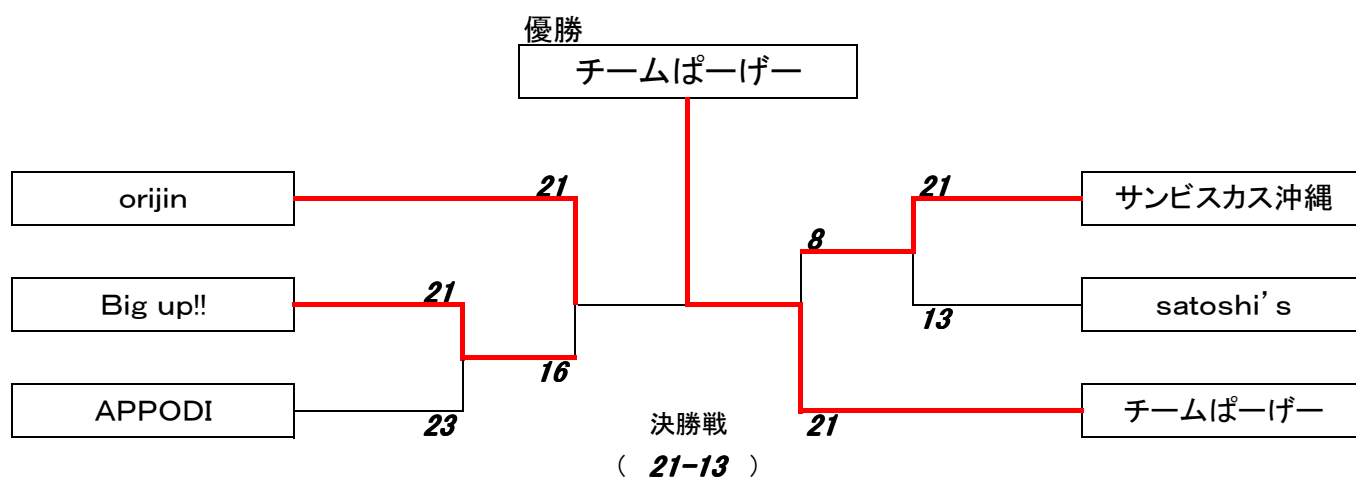 優勝
チームぱーげー
orijin
21
21
サンビスカス沖縄
8
Big up!!
21
13
satoshi's
16
APPODI
23
決勝戦
21
チームぱーげー
( 21-13 )